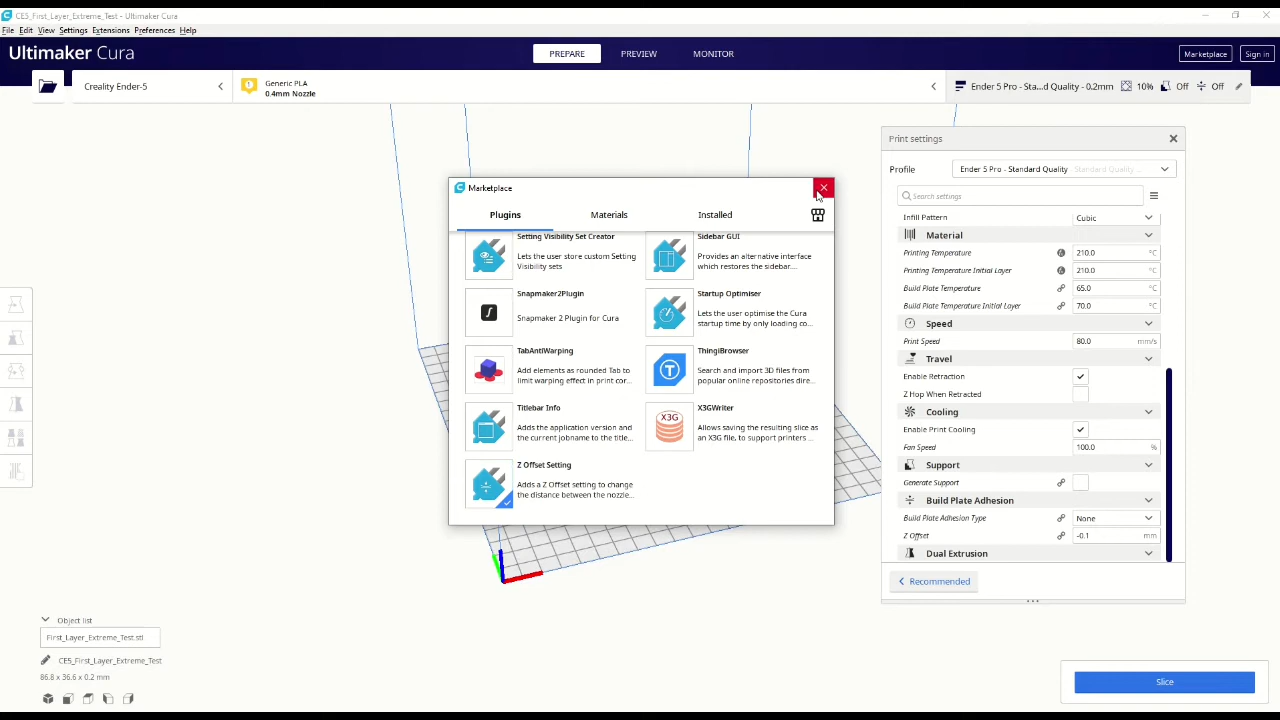 CE5_First_Layer_Extreme_Test - Ultimaker Cura
File Edit View Settings Extensions Preferences Help
Ultimaker Cura
PREPARE
PREVIEW
MONITOR
Marketplace
Sign in
Creality Ender-5
Generic PLA
0.4mm Nozzle
Ender 5 Pro - Sta...d Quality - 0.2mm
10%
Off
Off
Print settings
Profile
Ender 5 Pro - Standard Quality Standard Quality ...
Search settings
Infill Pattern
Cubic
Material
Printing Temperature
210.0 °C
Printing Temperature Initial Layer
210.0 °C
Build Plate Temperature
65.0 °C
Build Plate Temperature Initial Layer
70.0 °C
Speed
Print Speed
80.0 mm/s
Travel
Enable Retraction
Z Hop When Retracted
Cooling
Enable Print Cooling
Fan Speed
100.0 %
Support
Generate Support
Build Plate Adhesion
Build Plate Adhesion Type
None
Z Offset
-0.1 mm
Dual Extrusion
Recommended
Marketplace
Plugins
Materials
Installed
Setting Visibility Set Creator
Lets the user store custom Setting
Visibility sets
Sidebar GUI
Provides an alternative interface
which restores the sidebar...
Snapmaker2Plugin
Snapmaker 2 Plugin for Cura
Startup Optimiser
Lets the user optimise the Cura
startup time by only loading co...
TabAntiWarping
Add elements as rounded Tab to
limit warping effect in print cor...
ThingiBrowser
Search and import 3D files from
popular online repositories dire...
Titlebar Info
Adds the application version and
the current jobname to the title...
X3G
X3GWriter
Allows saving the resulting slice as
an X3G file, to support printers ...
Z Offset Setting
Adds a Z Offset setting to change
the distance between the nozzle...
Object list
First_Layer_Extreme_Test.stl
CE5_First_Layer_Extreme_Test
86.8 x 36.6 x 0.2 mm
Slice